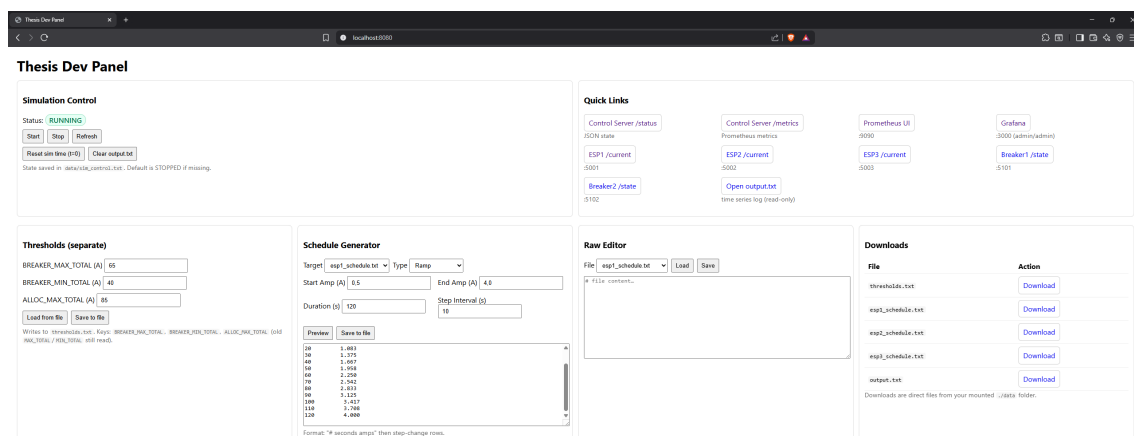 Thesis Dev Panel
localhost:8080
Thesis Dev Panel
Simulation Control
Status: RUNNING
Start Stop Refresh
Reset sim time (t=0) Clear output.txt
State saved in data/sim_control.txt. Default is STOPPED if missing.
Quick Links
Control Server /status Control Server /metrics Prometheus UI Grafana
JSON state Prometheus metrics :9090 :3000 (admin/admin)
ESP1 /current ESP2 /current ESP3 /current Breaker1 /state
:5001 :5002 :5003 :5101
Breaker2 /state Open output.txt
:5102 time series log (read-only)
Thresholds (separate)
BREAKER_MAX_TOTAL (A) 65
BREAKER_MIN_TOTAL (A) 40
ALLOC_MAX_TOTAL (A) 85
Load from file Save to file
Writes to thresholds.txt. Keys: BREAKER_MAX_TOTAL, BREAKER_MIN_TOTAL, ALLOC_MAX_TOTAL (old
MAX_TOTAL / MIN_TOTAL still read).
Schedule Generator
Target esp1_schedule.txt Type Ramp
Start Amp (A) 0,5 End Amp (A) 4,0
Duration (s) 120 Step Interval (s) 10
Preview Save to file
20 1.083
30 1.375
40 1.667
50 1.958
60 2.250
70 2.542
80 2.833
90 3.125
100 3.417
110 3.708
120 4.000
Format: "# seconds amps" then step-change rows.
Raw Editor
File esp1_schedule.txt Load Save
# file content…
Downloads
File Action
thresholds.txt Download
esp1_schedule.txt Download
esp2_schedule.txt Download
esp3_schedule.txt Download
output.txt Download
Downloads are direct files from your mounted ./data folder.